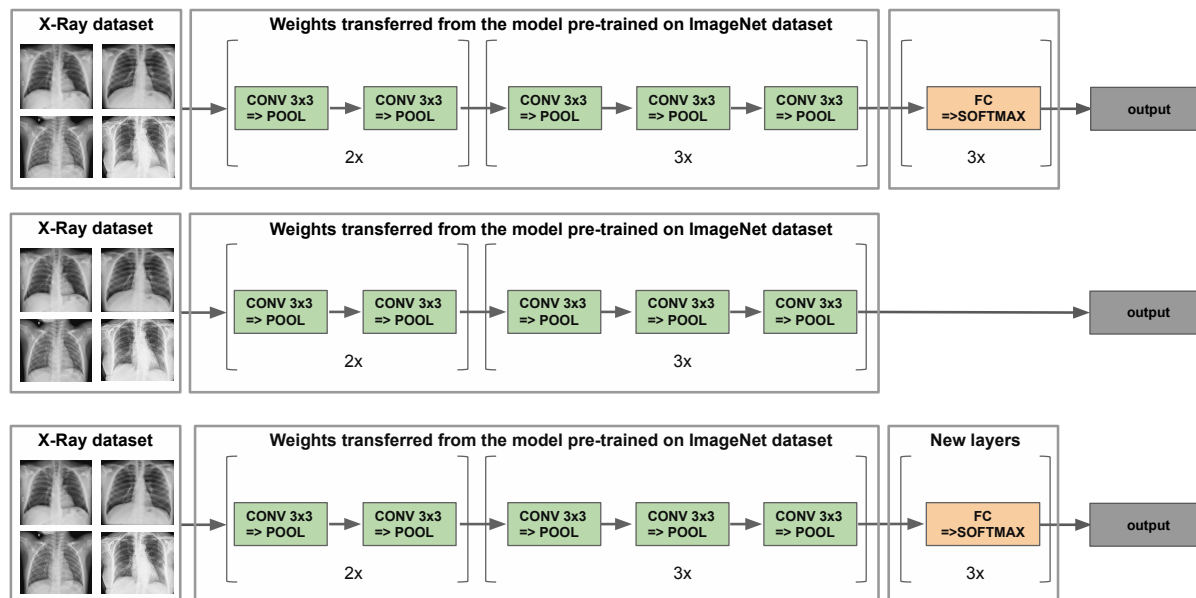 X-Ray dataset
Weights transferred from the model pre-trained on ImageNet dataset
CONV 3x3
=> POOL
CONV 3x3
=> POOL
2x
CONV 3x3
=> POOL
CONV 3x3
=> POOL
CONV 3x3
=> POOL
3x
FC
=>SOFTMAX
3x
output
X-Ray dataset
Weights transferred from the model pre-trained on ImageNet dataset
CONV 3x3
=> POOL
CONV 3x3
=> POOL
2x
CONV 3x3
=> POOL
CONV 3x3
=> POOL
CONV 3x3
=> POOL
3x
output
X-Ray dataset
Weights transferred from the model pre-trained on ImageNet dataset
New layers
CONV 3x3
=> POOL
CONV 3x3
=> POOL
2x
CONV 3x3
=> POOL
CONV 3x3
=> POOL
CONV 3x3
=> POOL
3x
FC
=>SOFTMAX
3x
output